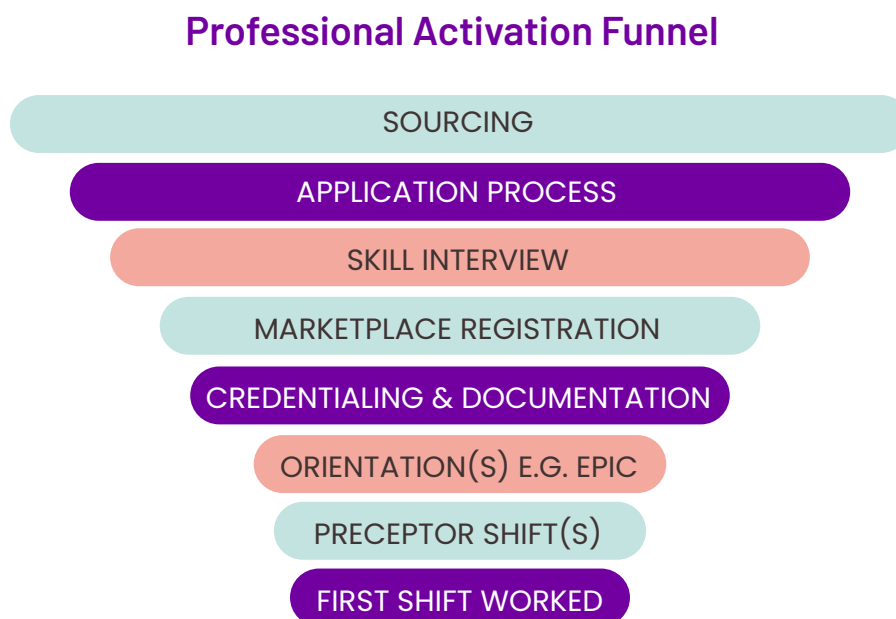 Professional Activation Funnel
SOURCING
APPLICATION PROCESS
SKILL INTERVIEW
MARKETPLACE REGISTRATION
CREDENTIALING & DOCUMENTATION
ORIENTATION(S) E.G. EPIC
PRECEPTOR SHIFT(S)
FIRST SHIFT WORKED